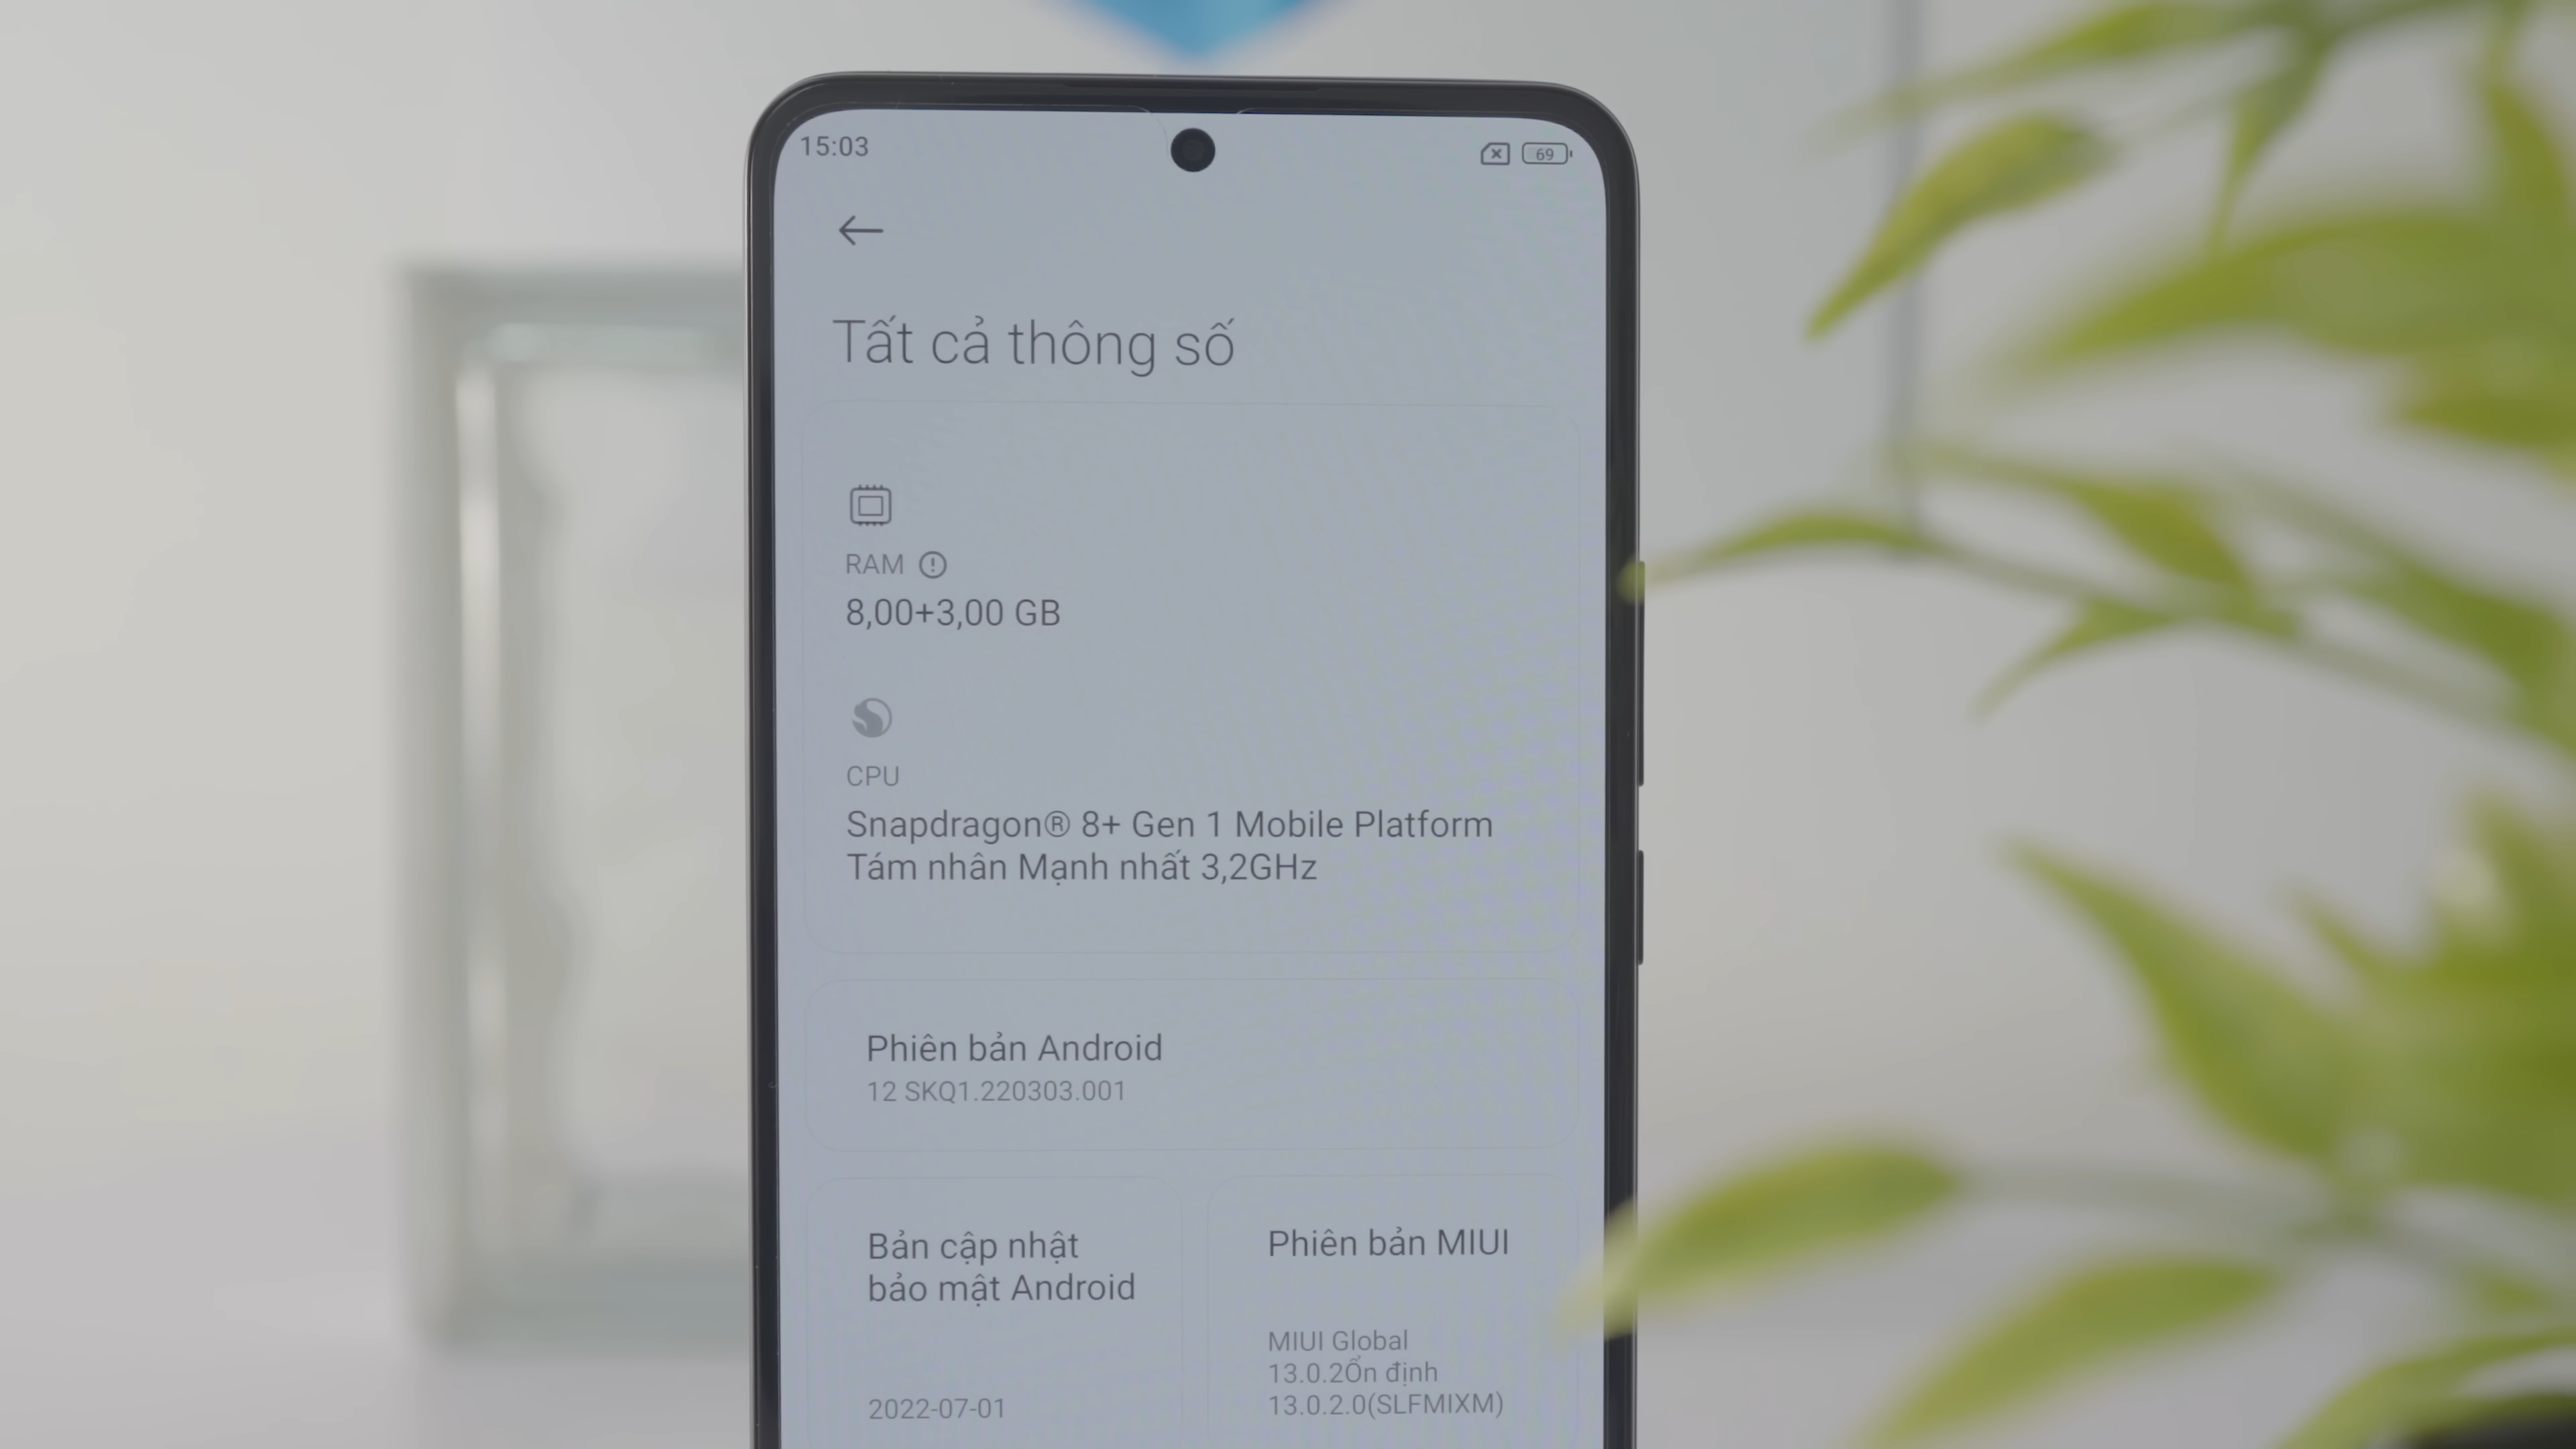 15:03
69
Tất cả thông số
RAM
8,00+3,00 GB
CPU
Snapdragon® 8+ Gen 1 Mobile Platform
Tám nhân Mạnh nhất 3,2GHz
Phiên bản Android
12 SKQ1.220303.001
Bản cập nhật
bảo mật Android
2022-07-01
Phiên bản MIUI
MIUI Global
13.0.2Ổn định
13.0.2.0(SLFMIXM)